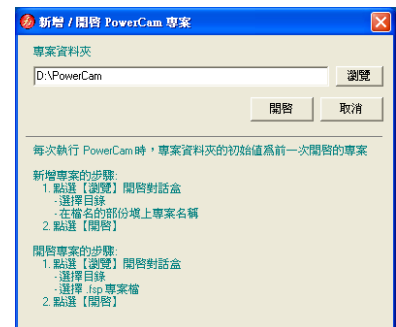 新增 / 開啓 PowerCam 專案
專案資料夾
D:\PowerCam
瀏覽
開啓
取消
每次執行 PowerCam 時，專案資料夾的初始值爲前一次開啓的專案
新增專案的步驟:
1. 點選【瀏覽】開啓對話盒
-選擇目錄
-在檔名的部份塡上專案名稱
2. 點選【開啓】
開啓專案的步驟:
1. 點選【瀏覽】開啓對話盒
-選擇目錄
-選擇 .fsp 專案檔
2. 點選【開啓】